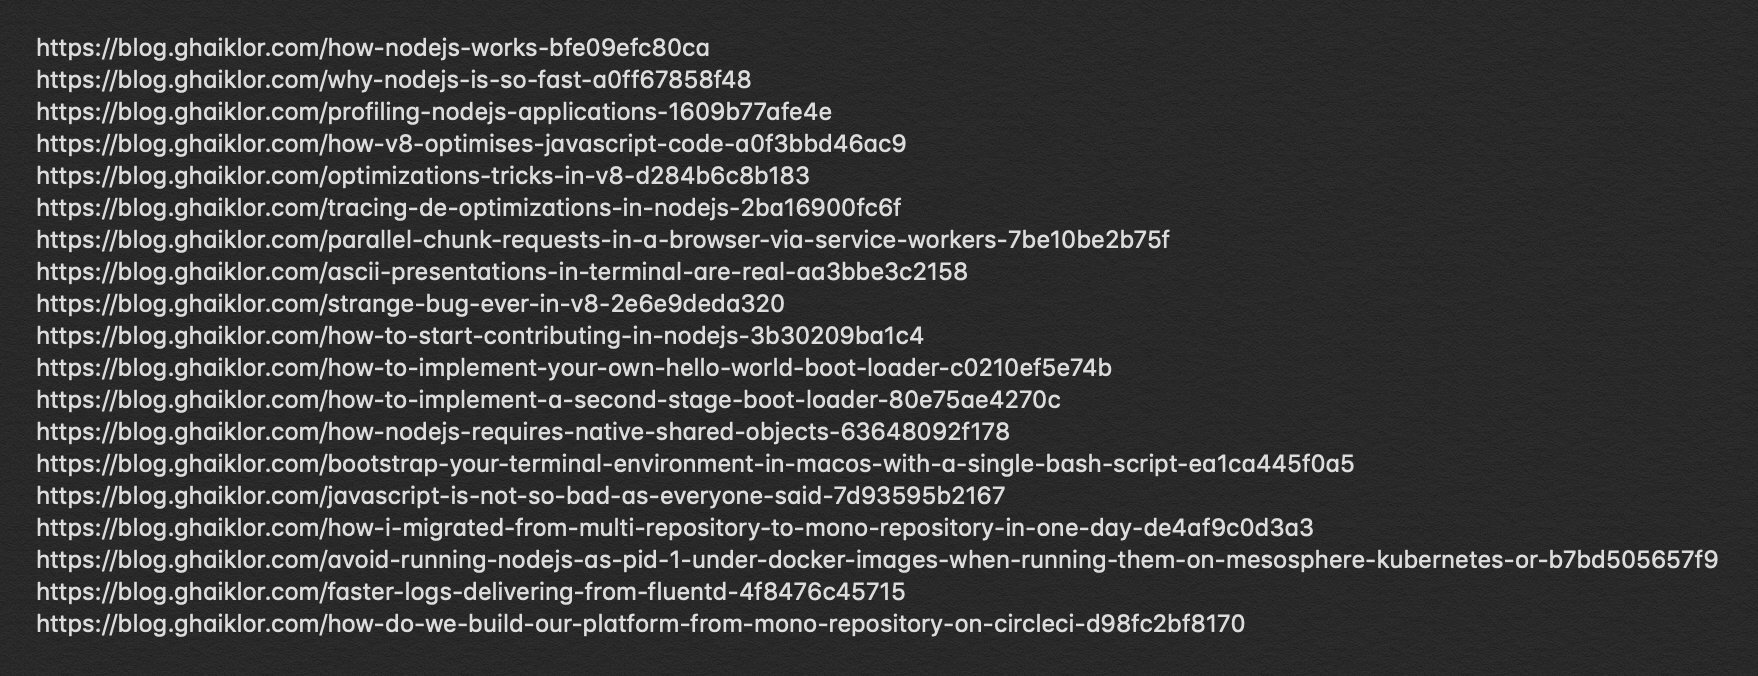 https://blog.ghaiklor.com/how-nodejs-works-bfe09efc80ca
https://blog.ghaiklor.com/why-nodejs-is-so-fast-a0ff67858f48
https://blog.ghaiklor.com/profiling-nodejs-applications-1609b77afe4e
https://blog.ghaiklor.com/how-v8-optimises-javascript-code-a0f3bbd46ac9
https://blog.ghaiklor.com/optimizations-tricks-in-v8-d284b6c8b183
https://blog.ghaiklor.com/tracing-de-optimizations-in-nodejs-2ba16900fc6f
https://blog.ghaiklor.com/parallel-chunk-requests-in-a-browser-via-service-workers-7be10be2b75f
https://blog.ghaiklor.com/ascii-presentations-in-terminal-are-real-aa3bbe3c2158
https://blog.ghaiklor.com/strange-bug-ever-in-v8-2e6e9deda320
https://blog.ghaiklor.com/how-to-start-contributing-in-nodejs-3b30209ba1c4
https://blog.ghaiklor.com/how-to-implement-your-own-hello-world-boot-loader-c0210ef5e74b
https://blog.ghaiklor.com/how-to-implement-a-second-stage-boot-loader-80e75ae4270c
https://blog.ghaiklor.com/how-nodejs-requires-native-shared-objects-63648092f178
https://blog.ghaiklor.com/bootstrap-your-terminal-environment-in-macos-with-a-single-bash-script-ea1ca445f0a5
https://blog.ghaiklor.com/javascript-is-not-so-bad-as-everyone-said-7d93595b2167
https://blog.ghaiklor.com/how-i-migrated-from-multi-repository-to-mono-repository-in-one-day-de4af9c0d3a3
https://blog.ghaiklor.com/avoid-running-nodejs-as-pid-1-under-docker-images-when-running-them-on-mesosphere-kubernetes-or-b7bd505657f9
https://blog.ghaiklor.com/faster-logs-delivering-from-fluentd-4f8476c45715
https://blog.ghaiklor.com/how-do-we-build-our-platform-from-mono-repository-on-circleci-d98fc2bf8170